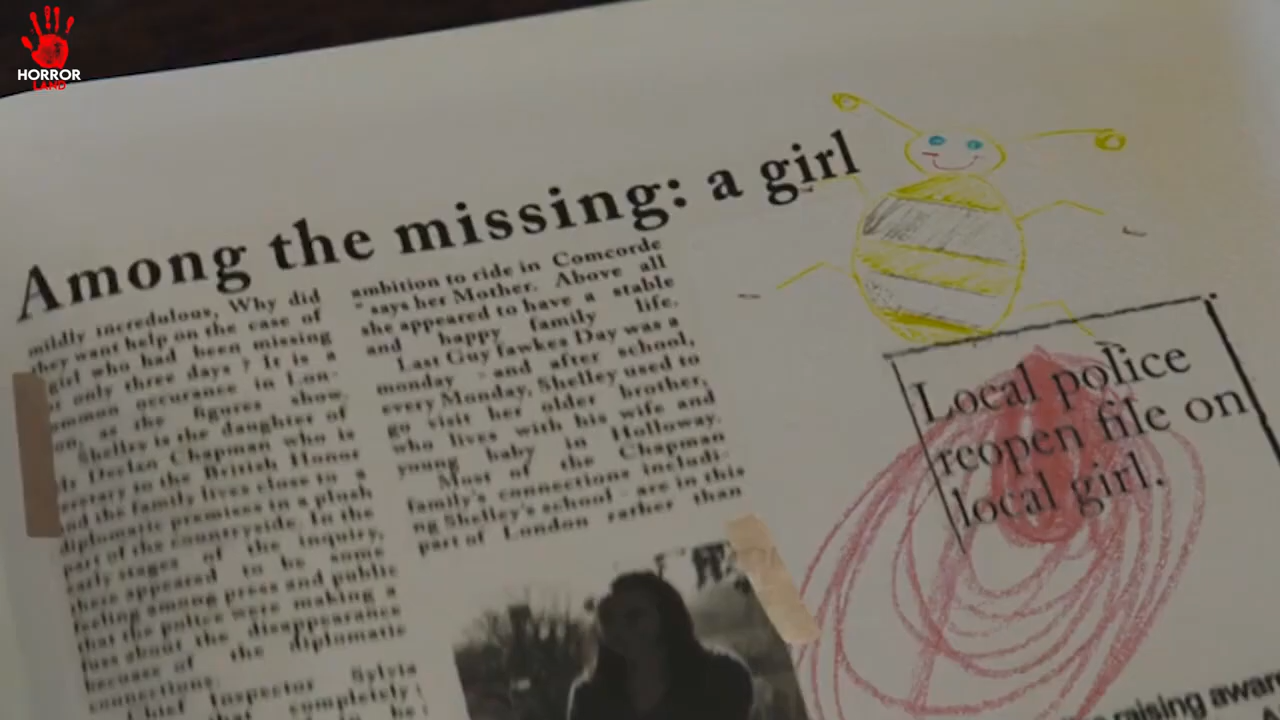 HORROR
LAND
Among the missing: a girl
mildly incredulous, Why did
they want help on the case of
girl who had been missing
only three days ? It is a
occurance in Lon-
as the figures show.
Shelley is the daughter of
Declan Chapman who is
to the British Honor
and the family lives close to a
diplomatic premises in a plush
part of the countryside. In the
early stages of the inquiry,
there appeared to be some
feeling among press and public
that the police were making a
fuss about the disappearance
because of the diplomatic
connections.
Chief Inspector Sylvia
that completely
to be
ambition to ride in Comcorde
" says her Mother. Above all
she appeared to have a stable
and happy family life.
Last Guy fawkes Day was a
monday - and after school,
every Monday, Shelley used to
go visit her older brother,
who lives with his wife and
young baby in Holloway.
Most of the Chapman
family's connections includi-
ng Shelley's school - are in this
part of London rather than
Local police
reopen file on
local girl.
raising awar